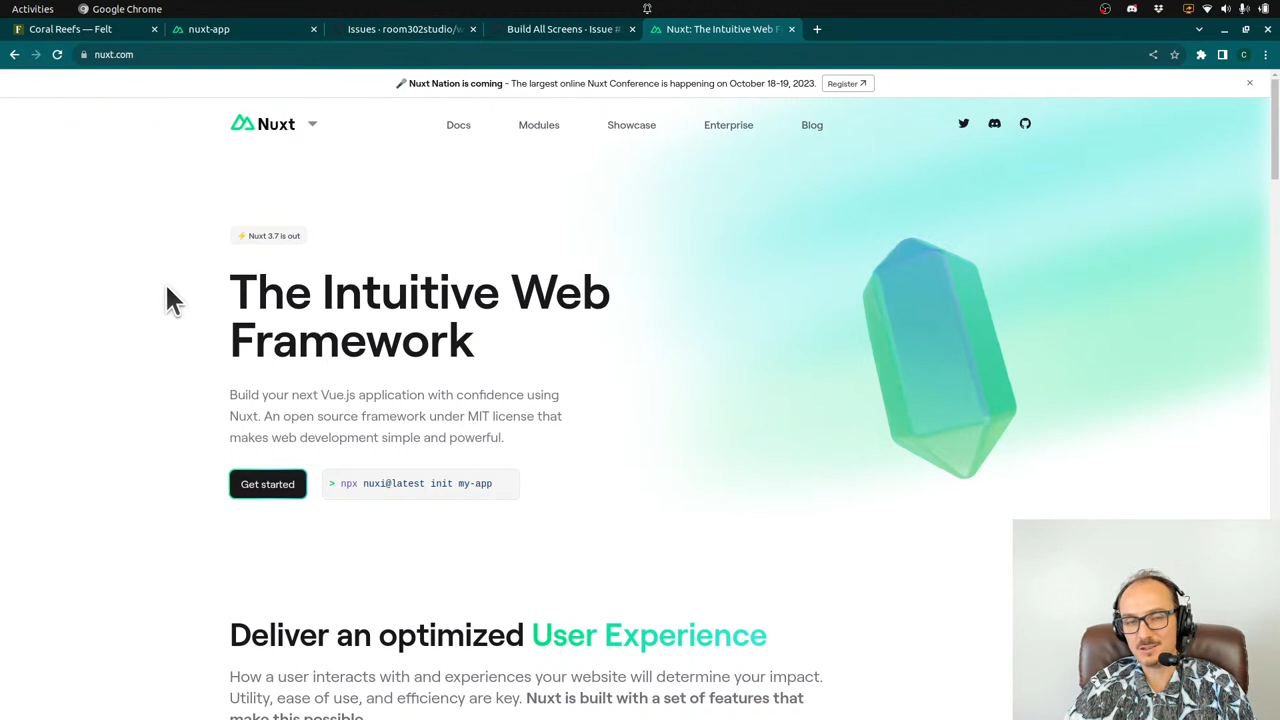 Activities Google Chrome
Coral Reefs — Felt
nuxt-app
Issues · room302studio/w
Build All Screens · Issue #
Nuxt: The Intuitive Web F
nuxt.com
C
🎤 Nuxt Nation is coming - The largest online Nuxt Conference is happening on October 18-19, 2023. Register
Nuxt
Docs Modules Showcase Enterprise Blog
⚡ Nuxt 3.7 is out
The Intuitive Web
Framework
Build your next Vue.js application with confidence using
Nuxt. An open source framework under MIT license that
makes web development simple and powerful.
Get started
> npx nuxi@latest init my-app
Deliver an optimized User Experience
How a user interacts with and experiences your website will determine your impact.
Utility, ease of use, and efficiency are key. Nuxt is built with a set of features that
make this possible.